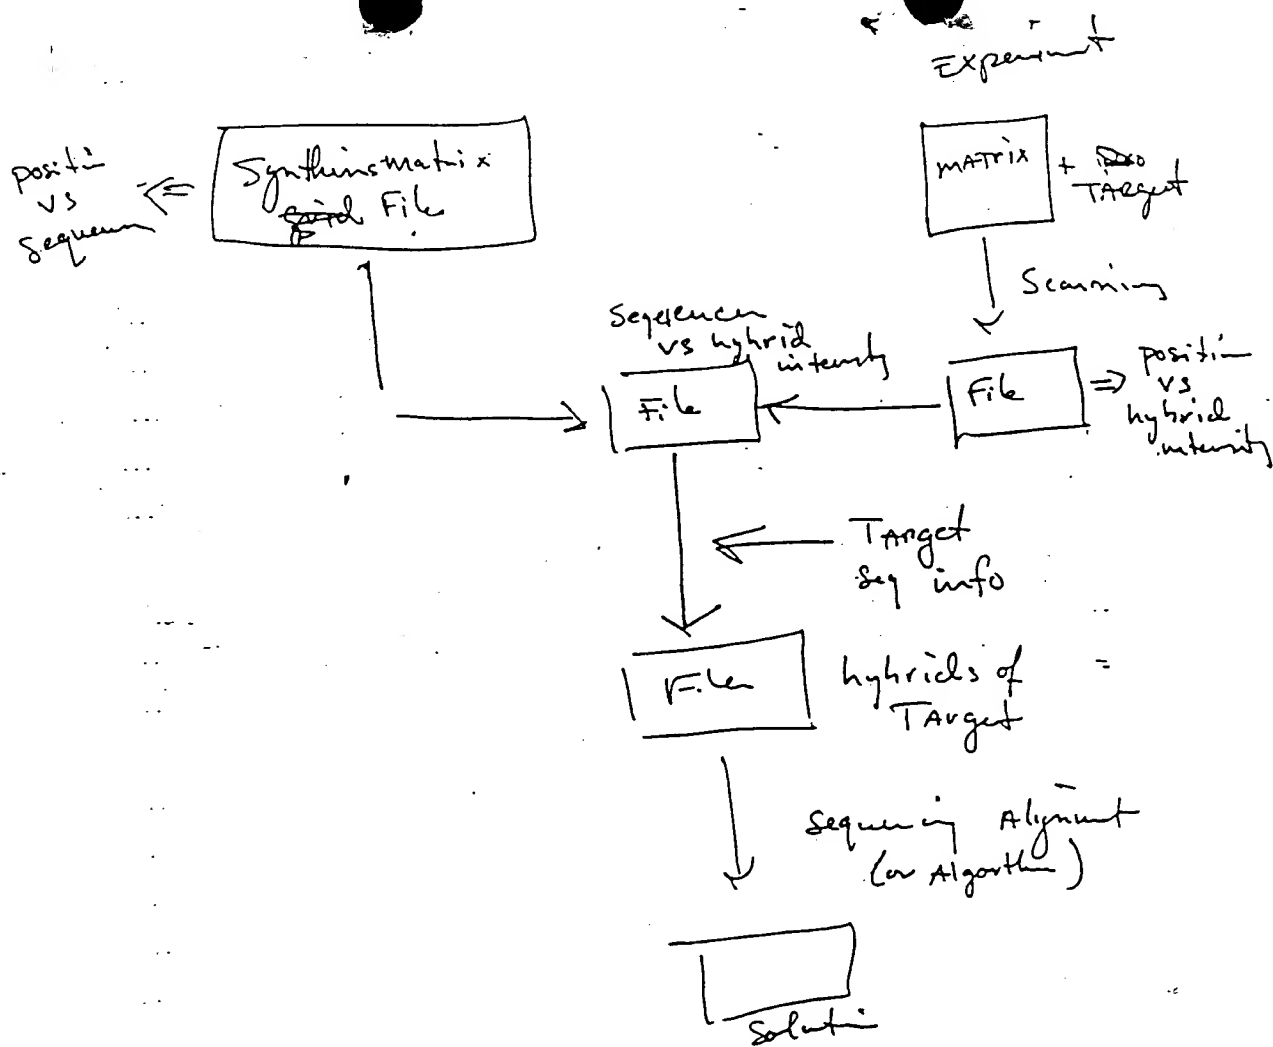 Experiment
Synthesis matrix
File
position
vs
sequence
MATRIX
+
TARget
Scanning
Sequences
vs hybrid
intensity
File
File
position
vs
hybrid
intensity
TArget
Seq info
File
hybrids of
TArget
Sequencing Alignment
(or Algorithm)
Solution